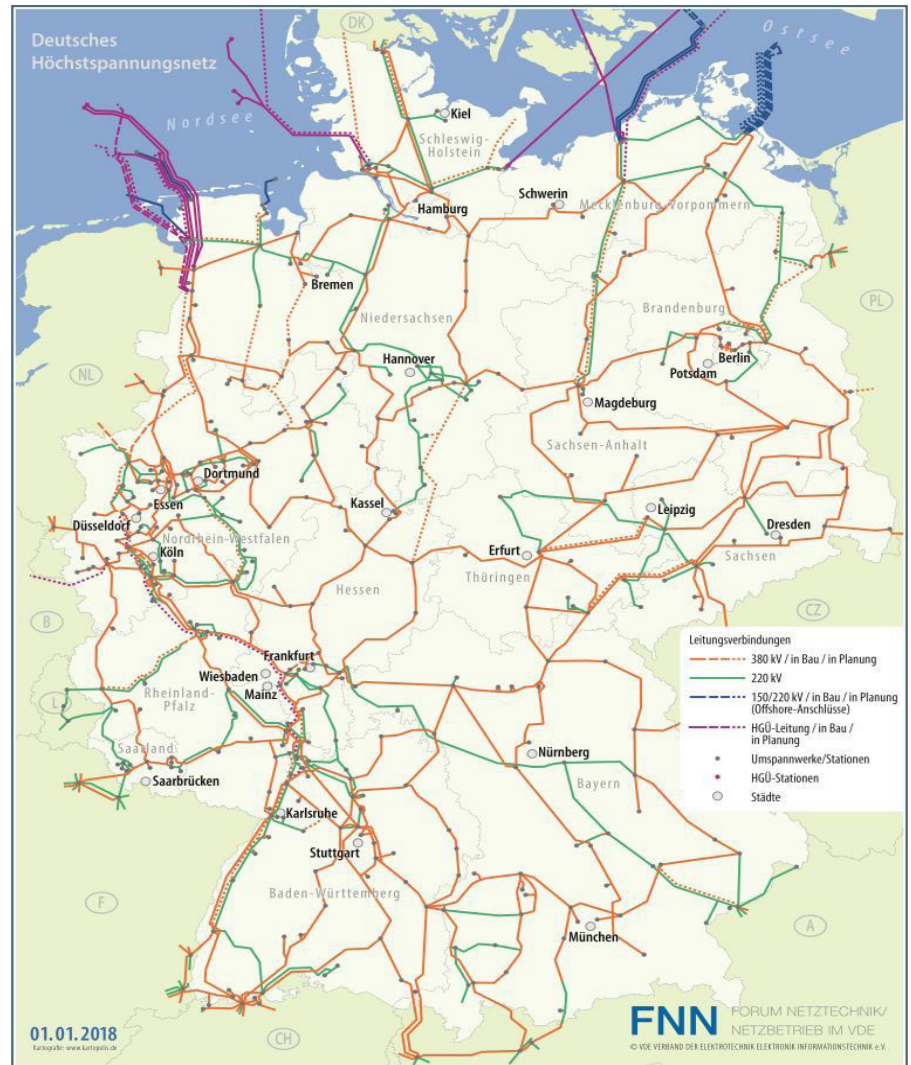 Deutsches
Höchstspannungsnetz
DK
Ostsee
Nordsee
Kiel
Schleswig-
Holstein
Schwerin
Hamburg
Mecklenburg-Vorpommern
Bremen
Niedersachsen
Brandenburg
PL
NL
Hannover
Berlin
Potsdam
Magdeburg
Sachsen-Anhalt
Dortmund
Essen
Kassel
Leipzig
Düsseldorf
Nordrhein-Westfalen
Dresden
Köln
Erfurt
Sachsen
Thüringen
Hessen
B
CZ
Leitungsverbindungen
380 kV / in Bau / in Planung
220 kV
150/220 kV / in Bau / in Planung
(Offshore-Anschlüsse)
HGÜ-Leitung / in Bau /
in Planung
Umspannwerke/Stationen
HGÜ-Stationen
Städte
Frankfurt
Wiesbaden
Mainz
L
Rheinland-
Pfalz
Saarland
Saarbrücken
Nürnberg
Bayern
Karlsruhe
Stuttgart
Baden-Württemberg
F
München
A
CH
01.01.2018
Kartografie: www.kartopolis.de
FNN FORUM NETZTECHNIK/
NETZBETRIEB IM VDE
© VDE VERBAND DER ELEKTROTECHNIK ELEKTRONIK INFORMATIONSTECHNIK e.V.